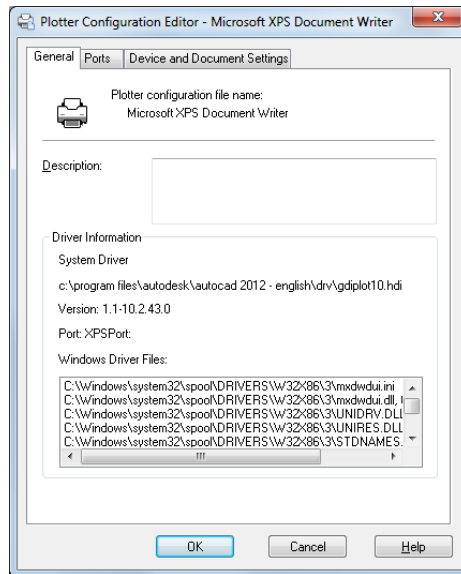 Plotter Configuration Editor - Microsoft XPS Document Writer
General Ports Device and Document Settings
Plotter configuration file name:
Microsoft XPS Document Writer
Description:
Driver Information
System Driver
c:\program files\autodesk\autocad 2012 - english\drv\gdiplot10.hdi
Version: 1.1-10.2.43.0
Port: XPSPort:
Windows Driver Files:
C:\Windows\system32\spool\DRIVERS\W32X86\3\mxdwdui.ini
C:\Windows\system32\spool\DRIVERS\W32X86\3\mxdwdui.dll,
C:\Windows\system32\spool\DRIVERS\W32X86\3\UNIDRV.DLL
C:\Windows\system32\spool\DRIVERS\W32X86\3\UNIRES.DLL
C:\Windows\system32\spool\DRIVERS\W32X86\3\STDNAMES.
OK Cancel Help